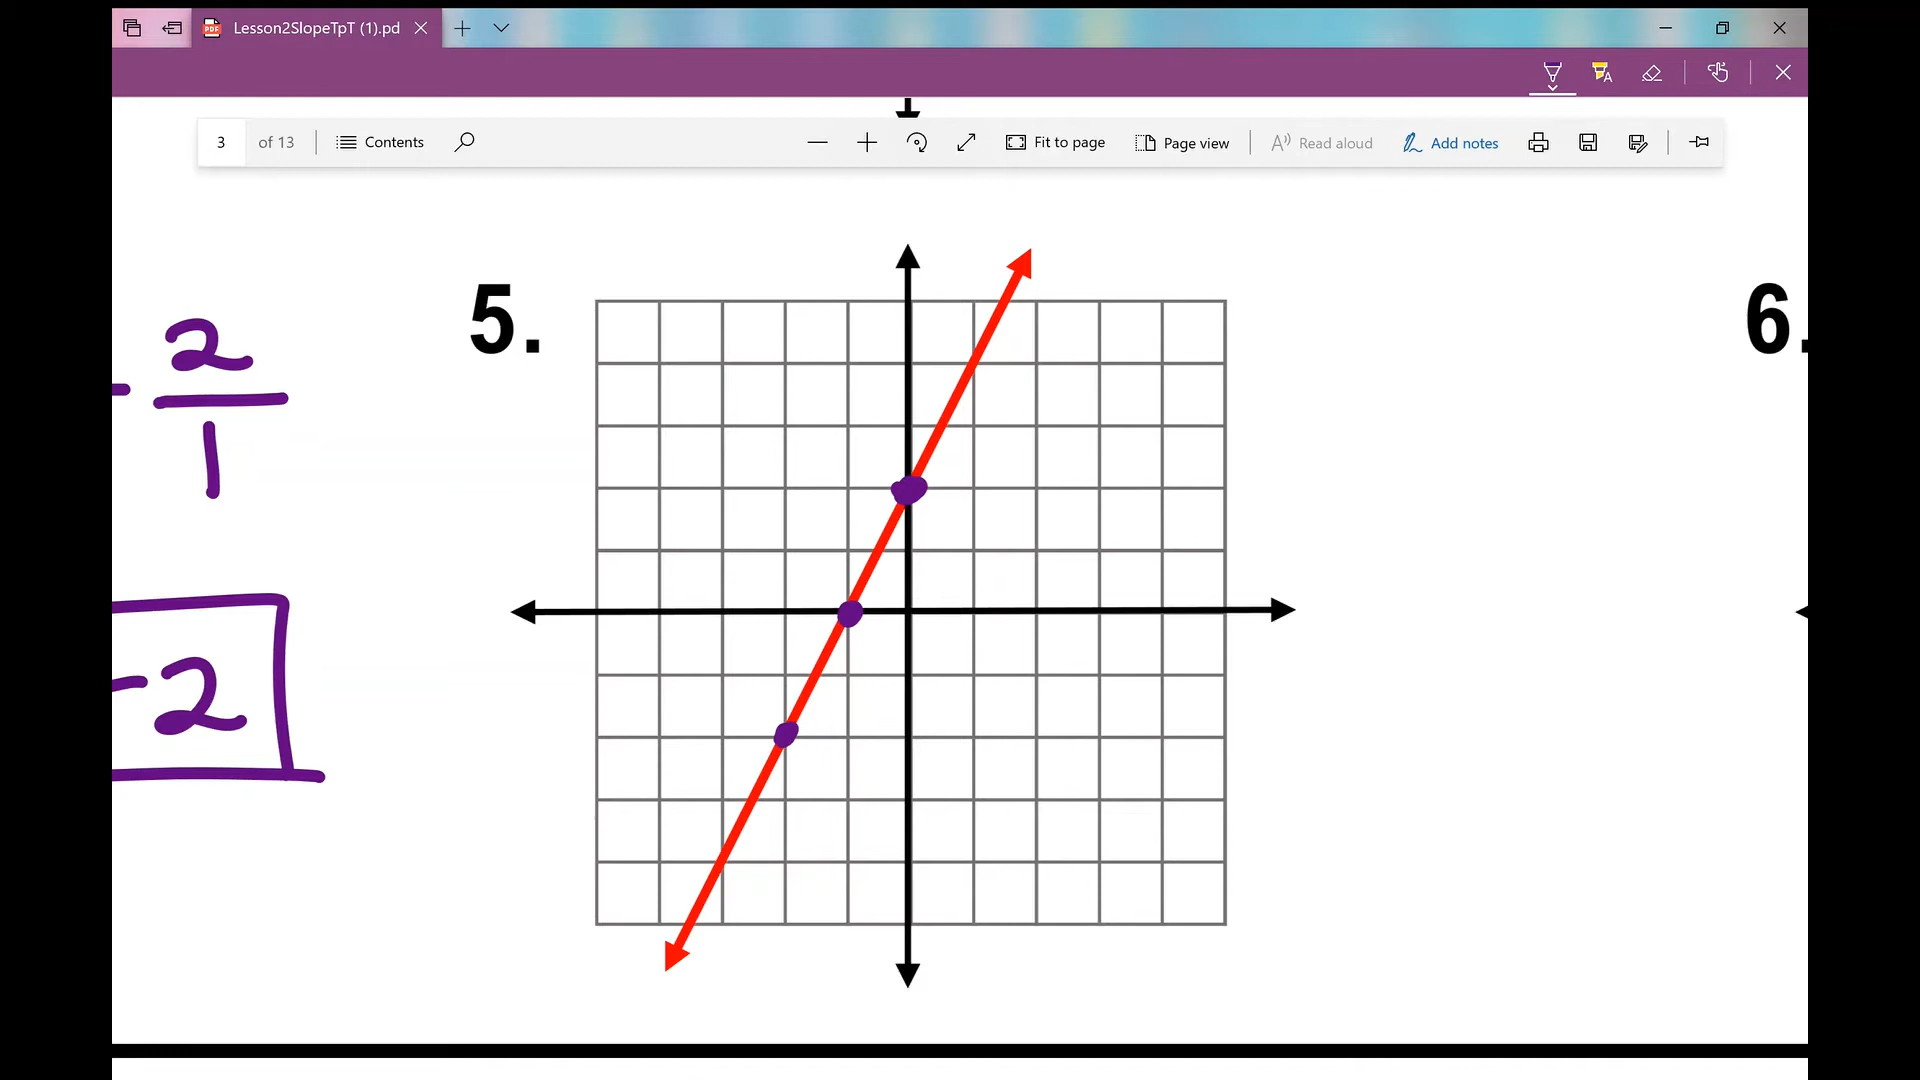 Lesson2SlopeTpT (1).pd
3 of 13 Contents Fit to page Page view Read aloud Add notes
5.
6.
- 2
1
-2